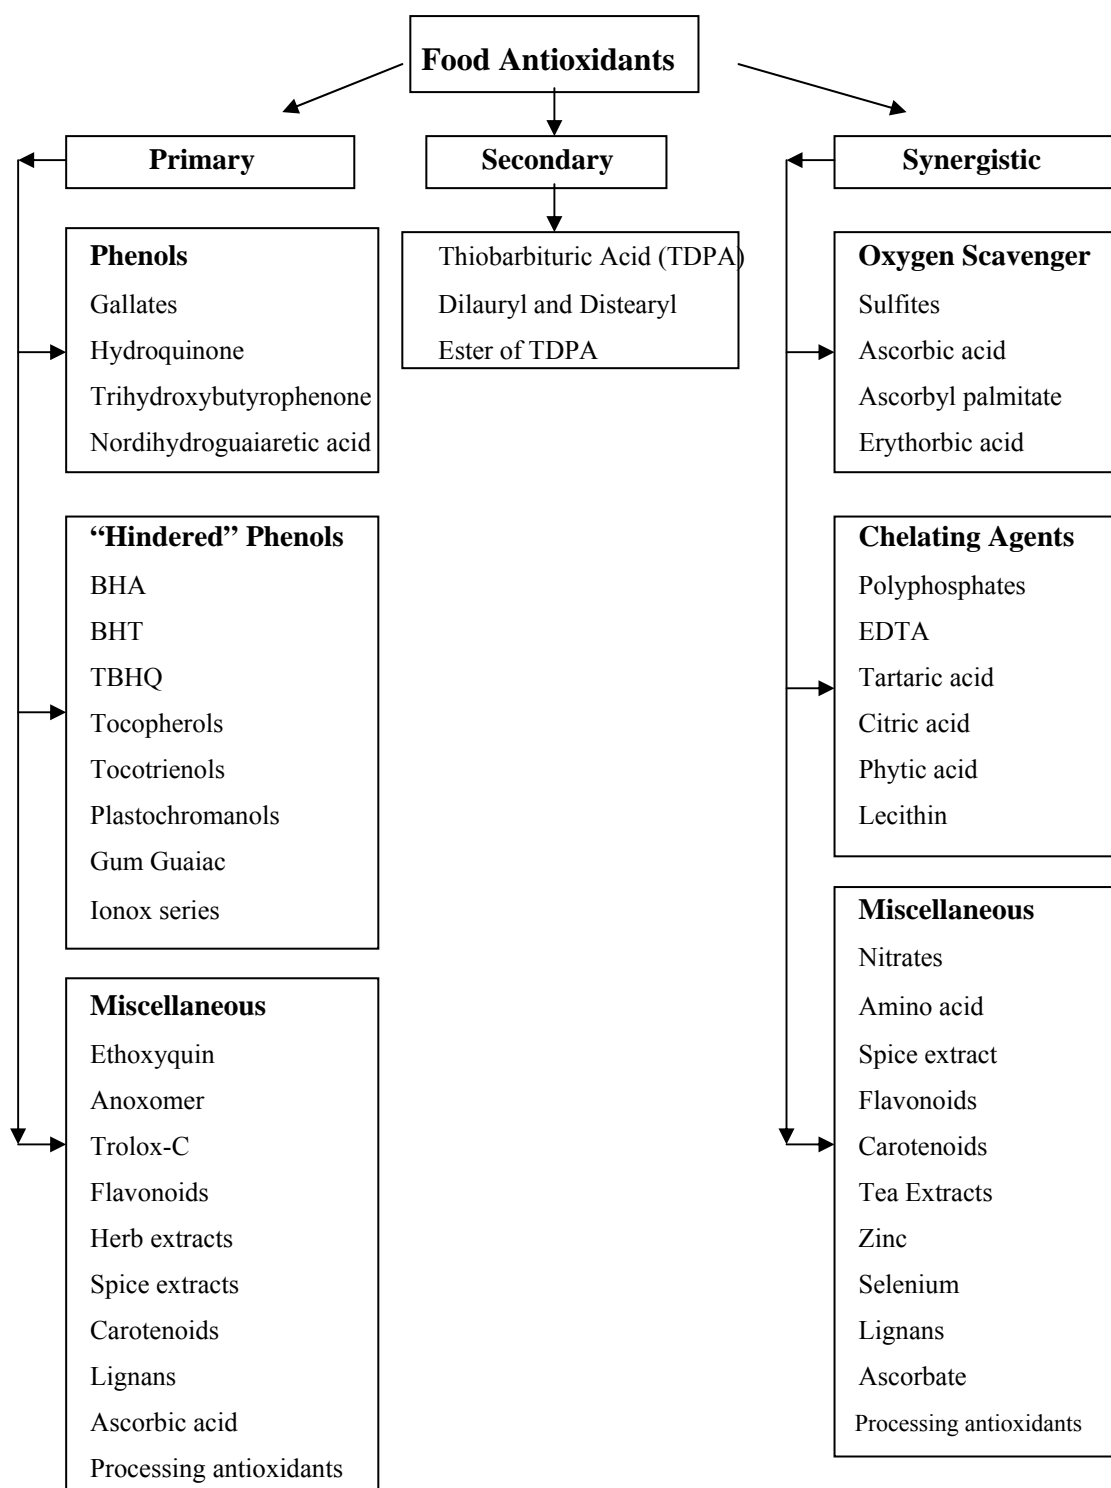 Food Antioxidants
Primary
Secondary
Synergistic
Phenols
Gallates
Hydroquinone
Trihydroxybutyrophenone
Nordihydroguaiaretic acid
“Hindered” Phenols
BHA
BHT
TBHQ
Tocopherols
Tocotrienols
Plastochromanols
Gum Guaiac
Ionox series
Miscellaneous
Ethoxyquin
Anoxomer
Trolox-C
Flavonoids
Herb extracts
Spice extracts
Carotenoids
Lignans
Ascorbic acid
Processing antioxidants
Thiobarbituric Acid (TDPA)
Dilauryl and Distearyl
Ester of TDPA
Oxygen Scavenger
Sulfites
Ascorbic acid
Ascorbyl palmitate
Erythorbic acid
Chelating Agents
Polyphosphates
EDTA
Tartaric acid
Citric acid
Phytic acid
Lecithin
Miscellaneous
Nitrates
Amino acid
Spice extract
Flavonoids
Carotenoids
Tea Extracts
Zinc
Selenium
Lignans
Ascorbate
Processing antioxidants